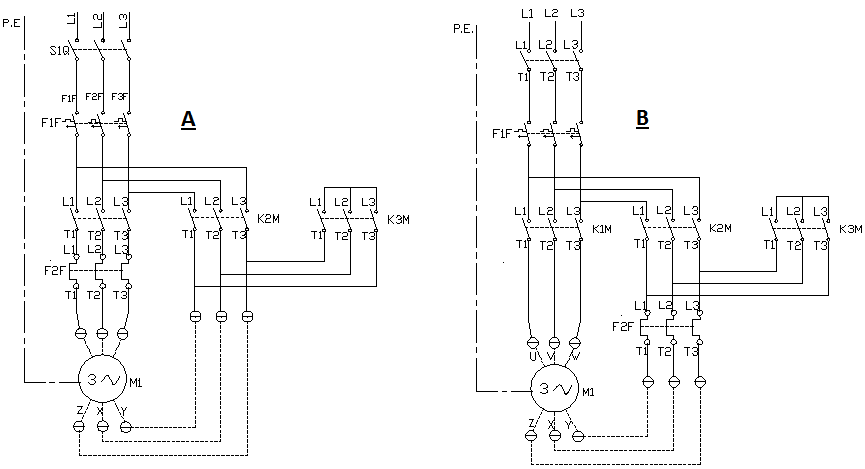 L1 L2 L3
P.E
S1Q
F1F F2F F3F
F1F
A
L1 L2 L3 L1 L2 L3 L1 L2 L3
K2M K3M
T1 T2 T3 T1 T2 T3 T1 T2 T3
L1 L2 L3
F2F
T1 T2 T3
3 M1
Z X Y
L1 L2 L3
P.E.
L1 L2 L3
T1 T2 T3
F1F
B
L1 L2 L3 L1 L2 L3 L1 L2 L3
K1M K2M K3M
T1 T2 T3 T1 T2 T3 T1 T2 T3
L1 L2 L3
F2F
T1 T2 T3
U V W
3 M1
Z X Y